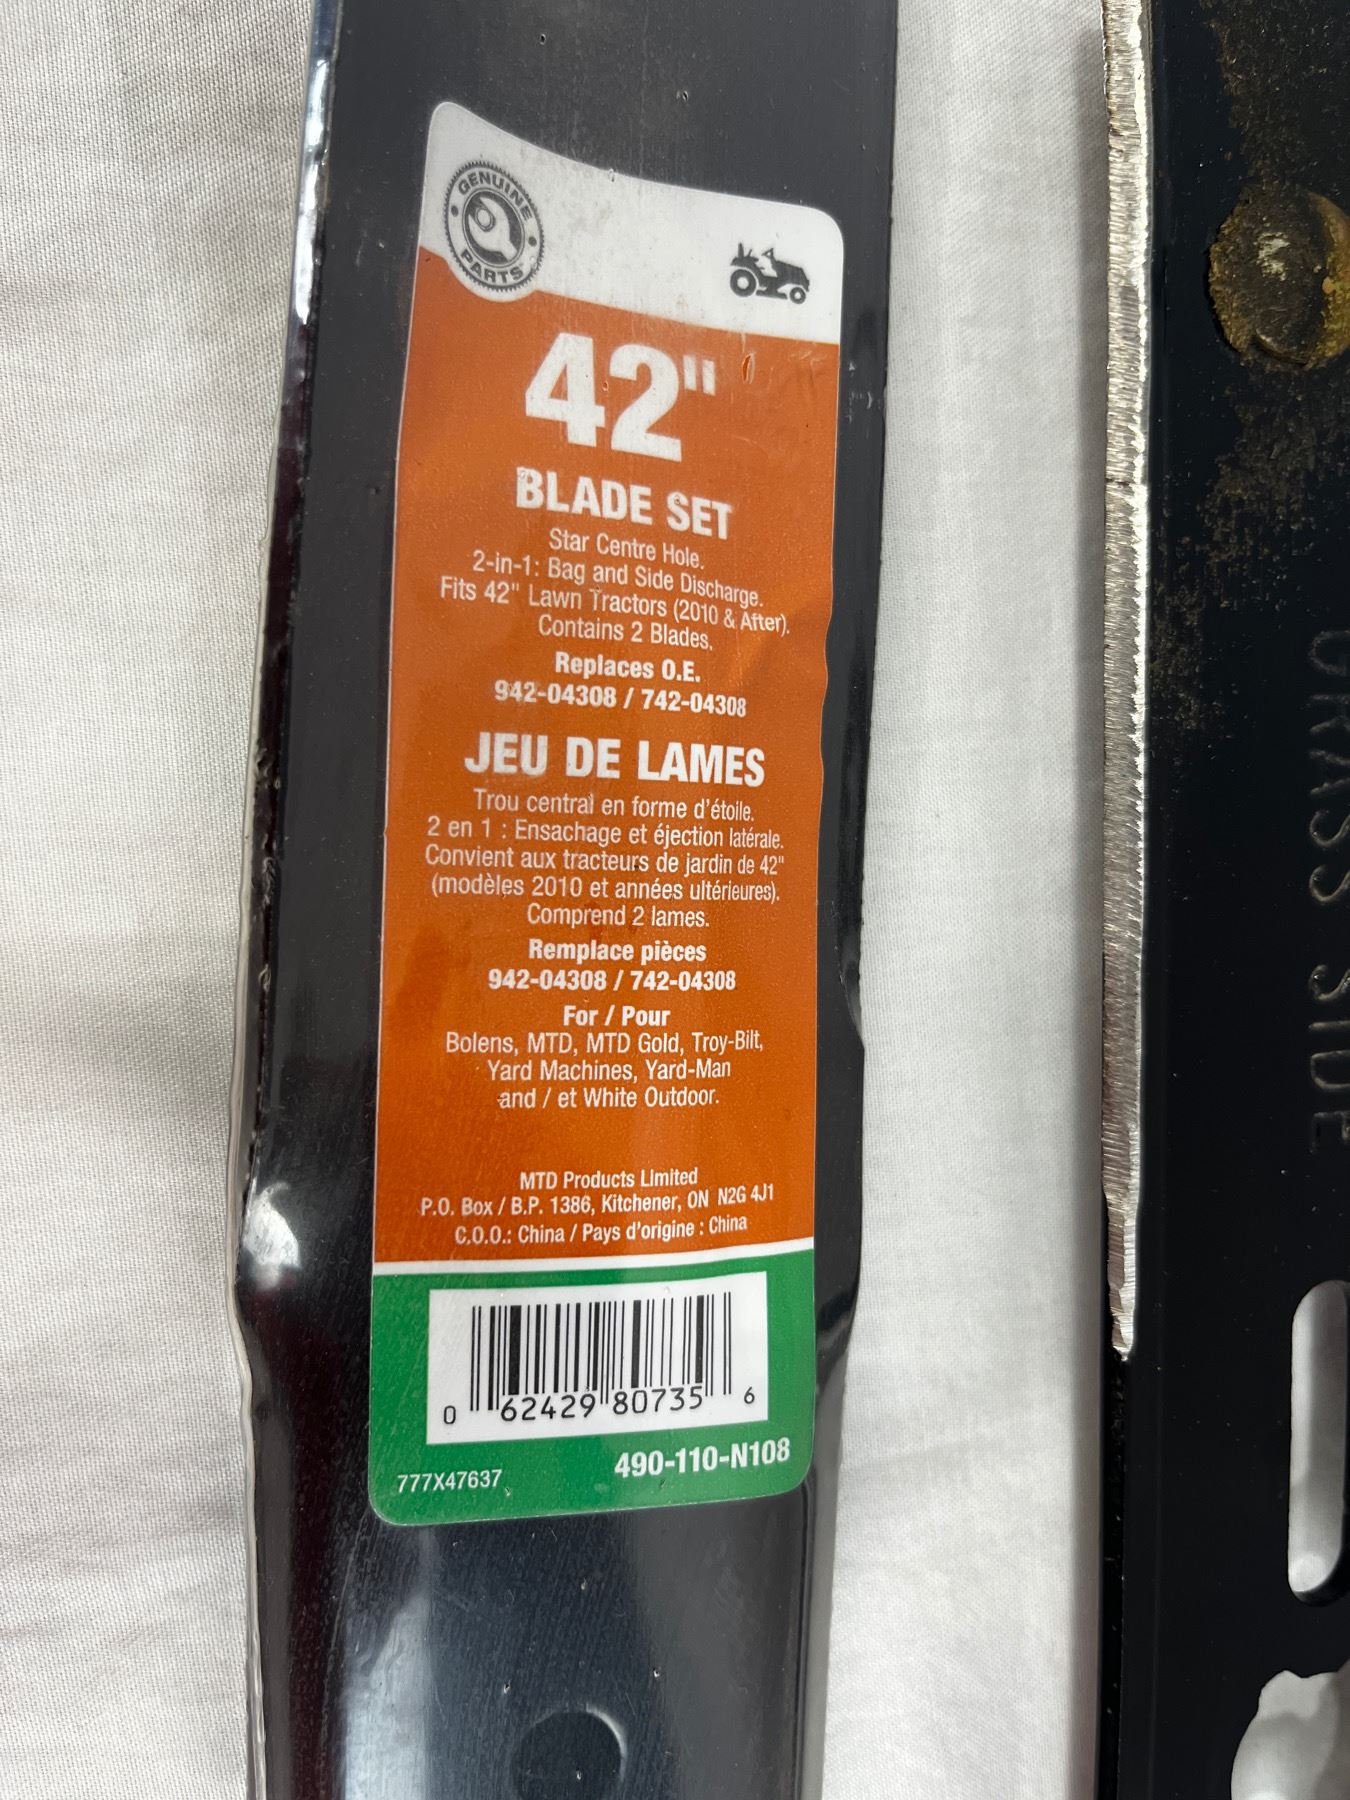 GENUINE
PARTS
42"
BLADE SET
Star Centre Hole.
2-in-1: Bag and Side Discharge.
Fits 42" Lawn Tractors (2010 & After).
Contains 2 Blades.
Replaces O.E.
942-04308 / 742-04308
JEU DE LAMES
Trou central en forme d'étoile.
2 en 1 : Ensachage et éjection latérale.
Convient aux tracteurs de jardin de 42"
(modèles 2010 et années ultérieures).
Comprend 2 lames.
Remplace pièces
942-04308 / 742-04308
For / Pour
Bolens, MTD, MTD Gold, Troy-Bilt,
Yard Machines, Yard-Man
and / et White Outdoor.
MTD Products Limited
P.O. Box / B.P. 1386, Kitchener, ON N2G 4J1
C.O.O.: China / Pays d'origine : China
0 62429 80735 6
777X47637 490-110-N108
GRASS SIDE